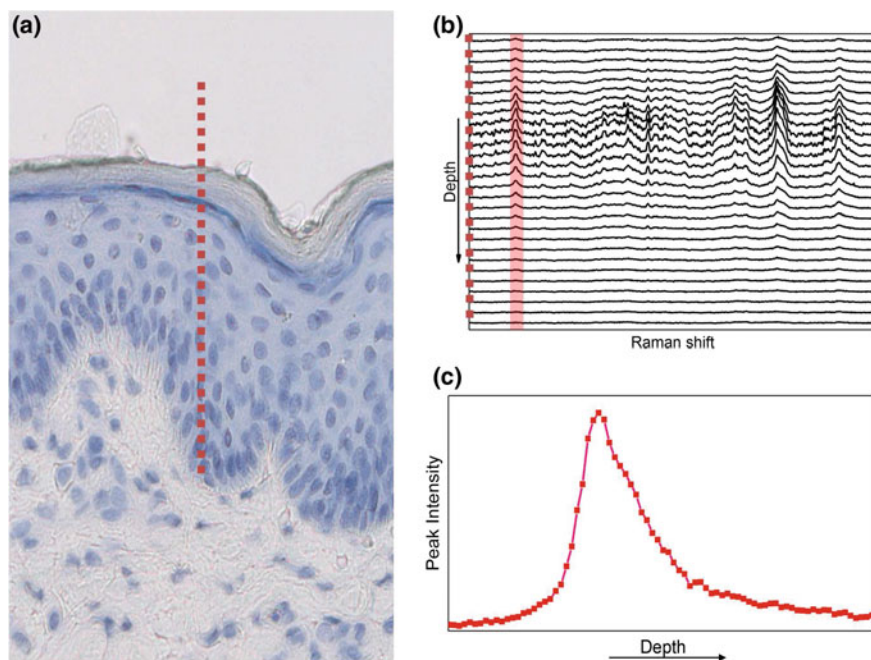 (a)
(b)
Depth
Raman shift
(c)
Peak Intensity
Depth